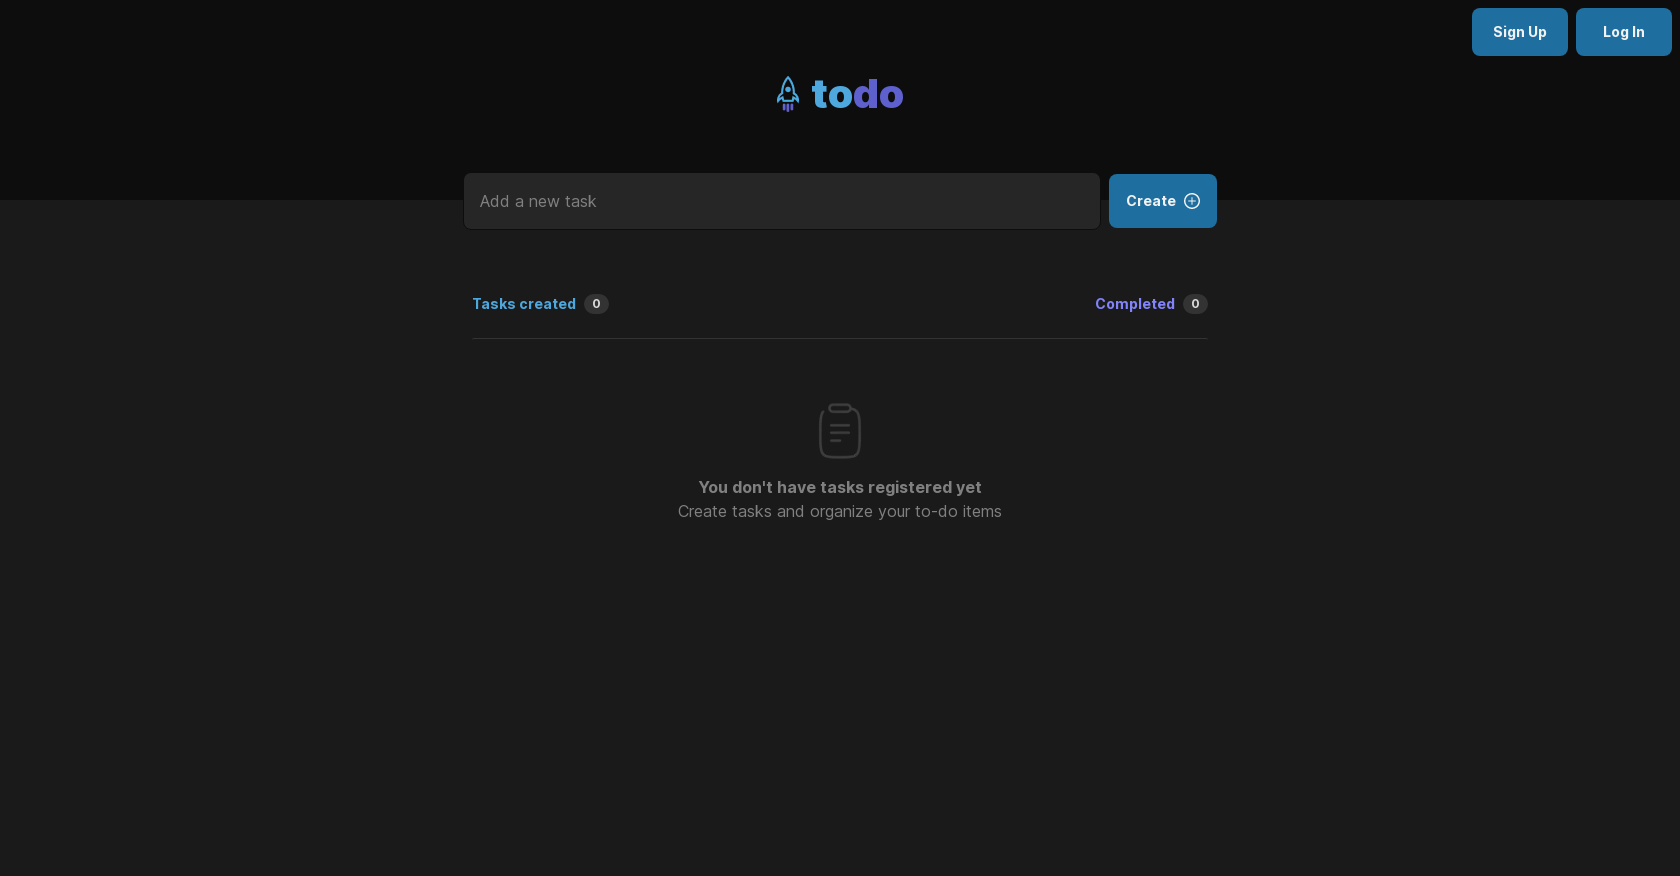 Sign Up
Log In
todo
Add a new task
Create
Tasks created 0
Completed 0
You don't have tasks registered yet
Create tasks and organize your to-do items